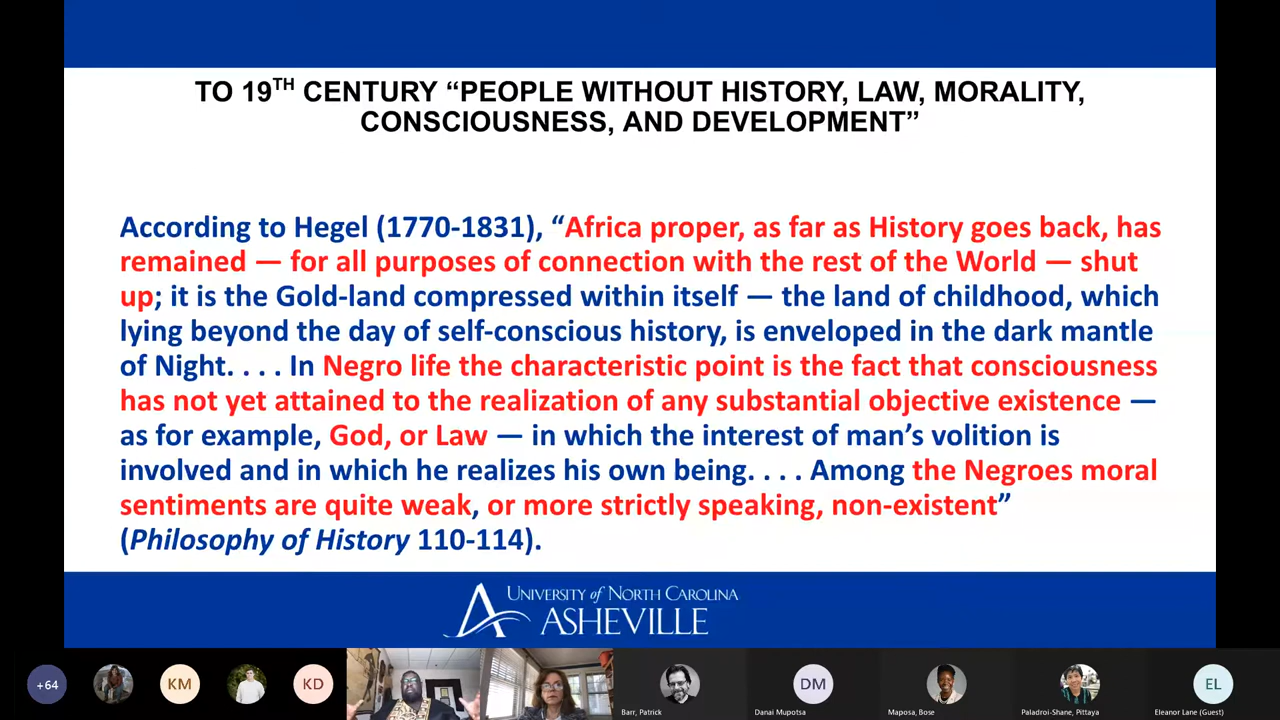 TO 19TH CENTURY “PEOPLE WITHOUT HISTORY, LAW, MORALITY,
CONSCIOUSNESS, AND DEVELOPMENT”
According to Hegel (1770-1831), “Africa proper, as far as History goes back, has
remained — for all purposes of connection with the rest of the World — shut
up; it is the Gold-land compressed within itself — the land of childhood, which
lying beyond the day of self-conscious history, is enveloped in the dark mantle
of Night. . . . In Negro life the characteristic point is the fact that consciousness
has not yet attained to the realization of any substantial objective existence —
as for example, God, or Law — in which the interest of man’s volition is
involved and in which he realizes his own being. . . . Among the Negroes moral
sentiments are quite weak, or more strictly speaking, non-existent”
(Philosophy of History 110-114).
UNIVERSITY of NORTH CAROLINA
ASHEVILLE
+64
KM
KD
DM
EL
Barr, Patrick
Danai Mupotsa
Maposa, Bose
Paladroi-Shane, Pittaya
Eleanor Lane (Guest)